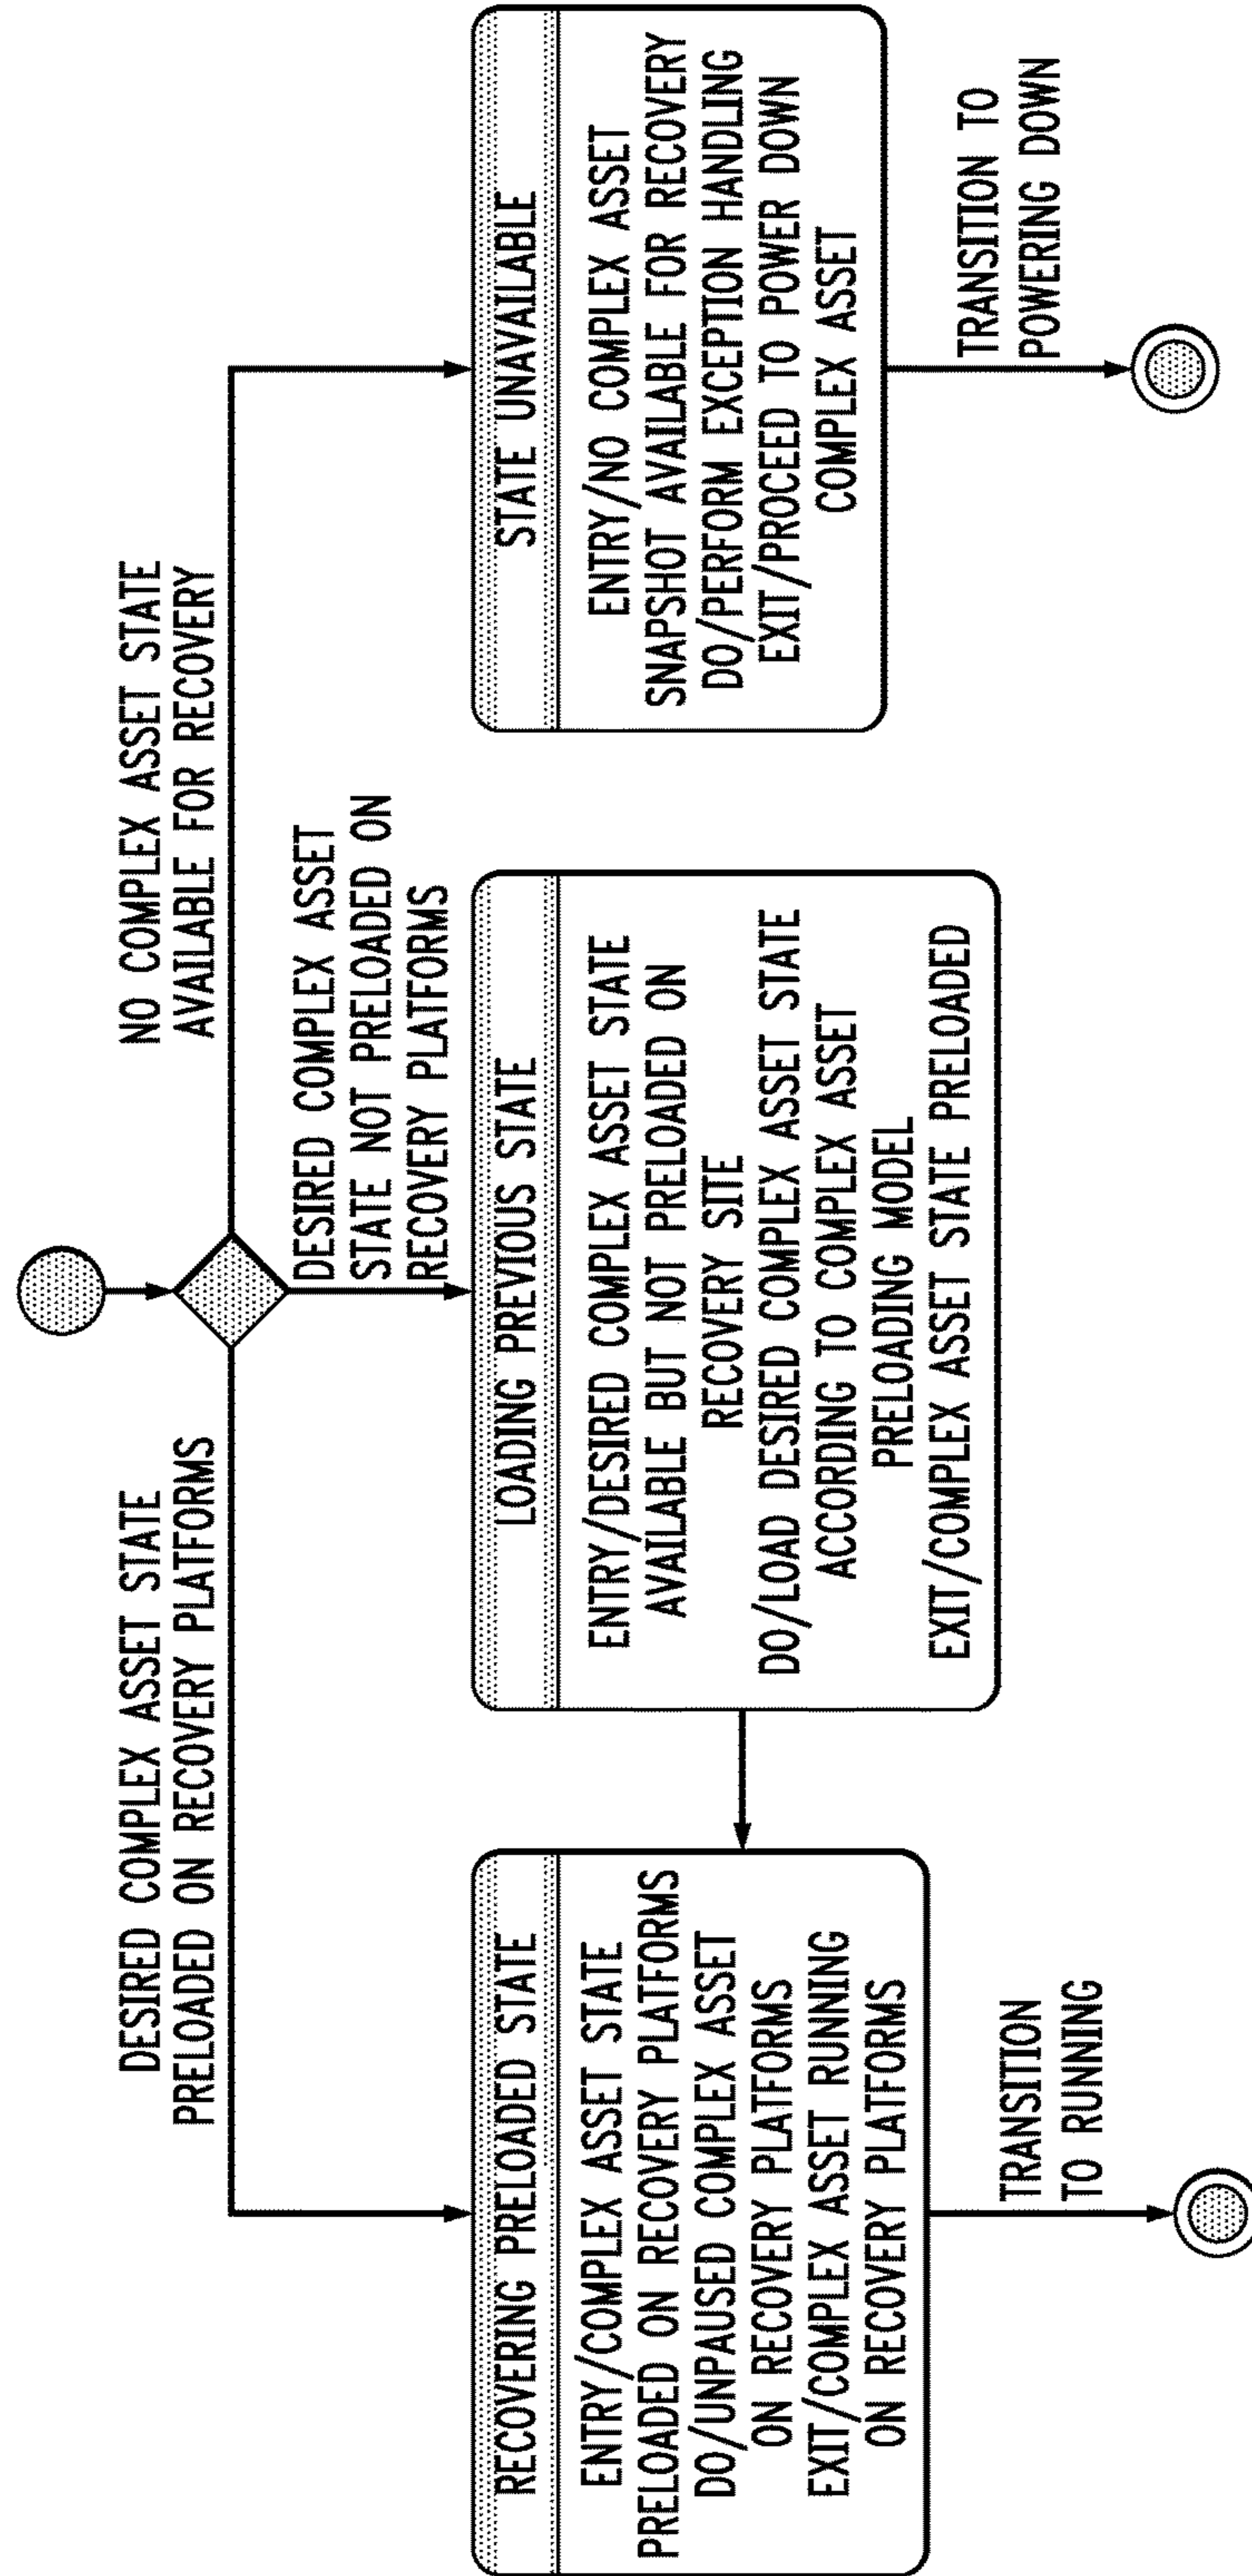 DESIRED COMPLEX ASSET STATE
PRELOADED ON RECOVERY PLATFORMS
NO COMPLEX ASSET STATE
AVAILABLE FOR RECOVERY
DESIRED COMPLEX ASSET
STATE NOT PRELOADED ON
RECOVERY PLATFORMS
RECOVERING PRELOADED STATE
ENTRY/COMPLEX ASSET STATE
PRELOADED ON RECOVERY PLATFORMS
DO/UNPAUSED COMPLEX ASSET
ON RECOVERY PLATFORMS
EXIT/COMPLEX ASSET RUNNING
ON RECOVERY PLATFORMS
LOADING PREVIOUS STATE
ENTRY/DESIRED COMPLEX ASSET STATE
AVAILABLE BUT NOT PRELOADED ON
RECOVERY SITE
DO/LOAD DESIRED COMPLEX ASSET STATE
ACCORDING TO COMPLEX ASSET
PRELOADING MODEL
EXIT/COMPLEX ASSET STATE PRELOADED
STATE UNAVAILABLE
ENTRY/NO COMPLEX ASSET
SNAPSHOT AVAILABLE FOR RECOVERY
DO/PERFORM EXCEPTION HANDLING
EXIT/PROCEED TO POWER DOWN
COMPLEX ASSET
TRANSITION
TO RUNNING
TRANSITION TO
POWERING DOWN